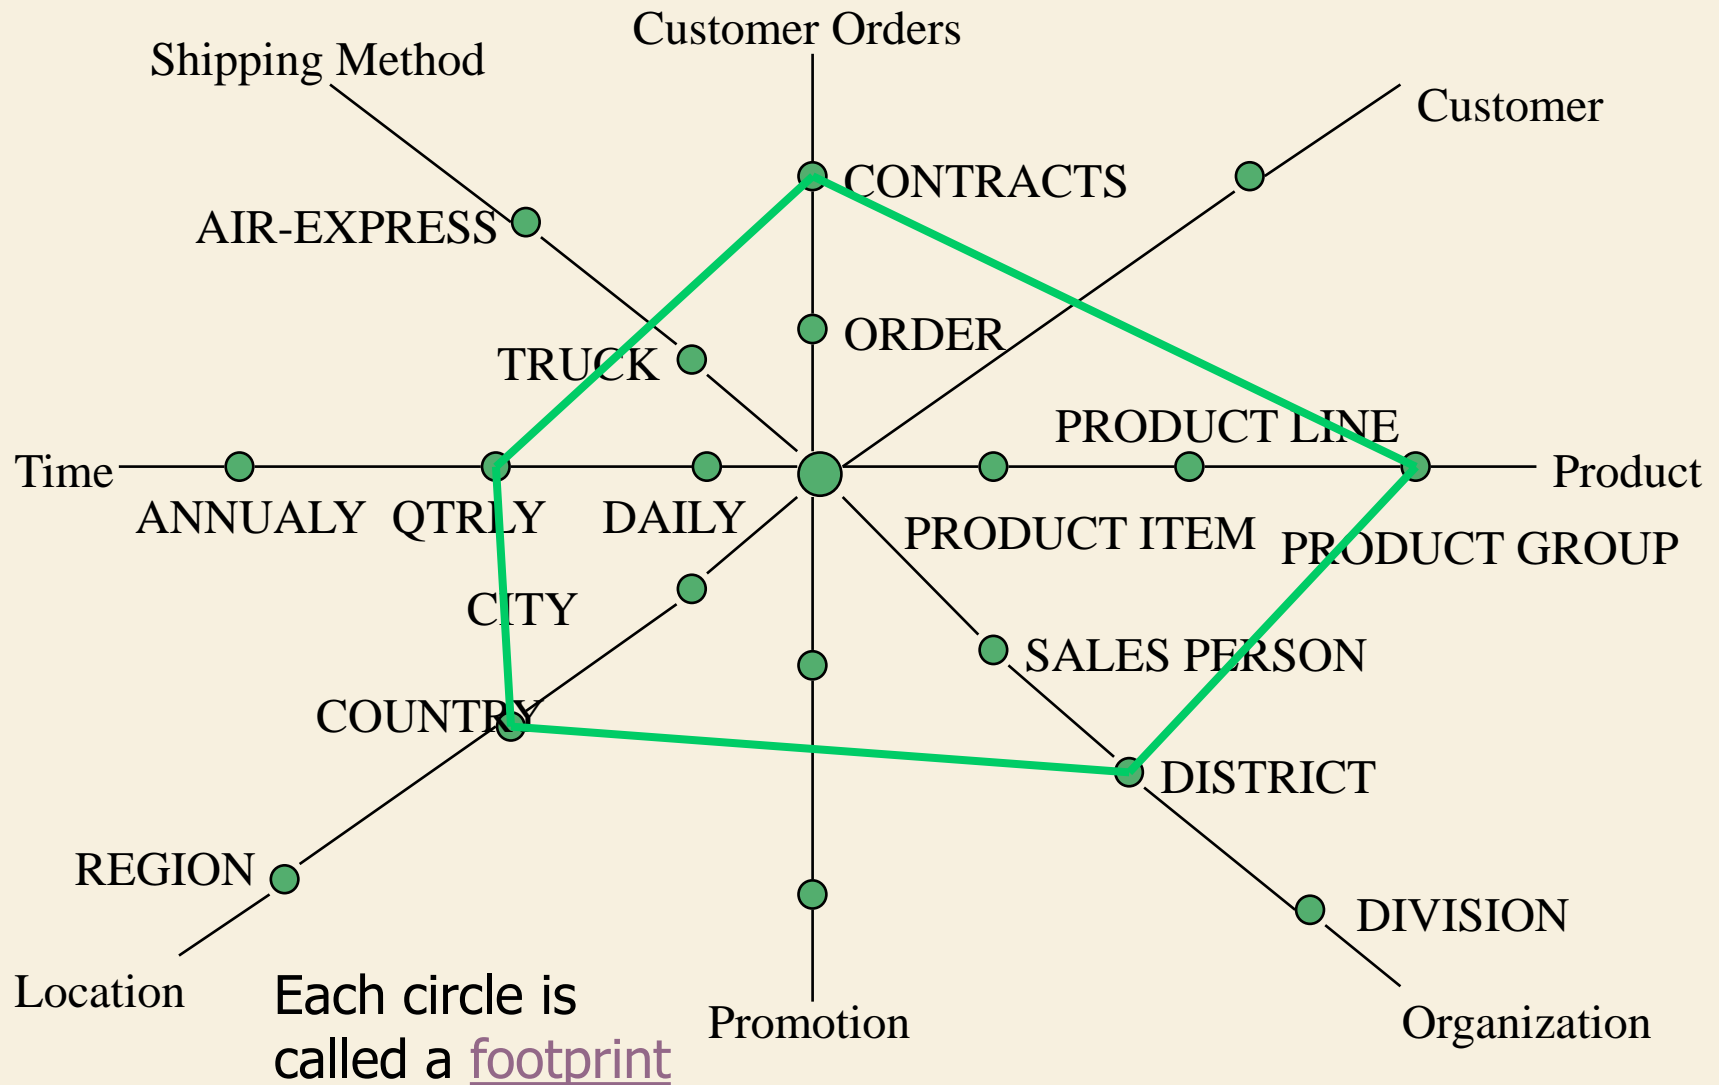 Customer Orders
Shipping Method
Customer
CONTRACTS
AIR-EXPRESS
ORDER
TRUCK
PRODUCT LINE
Time
Product
ANNUALY QTRLY DAILY
PRODUCT ITEM PRODUCT GROUP
CITY
SALES PERSON
COUNTRY
DISTRICT
REGION
DIVISION
Location
Each circle is
called a footprint
Promotion
Organization